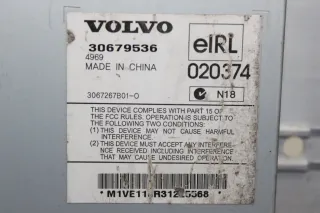 VOLVO
30679536
4969
MADE IN CHINA
eIRL
020374
N18
3067267B01-O
THIS DEVICE COMPLIES WITH PART 15 OF
THE FCC RULES, OPERATION IS SUBJECT TO
THE FOLLOWING TWO CONDITIONS:
(1) THIS DEVICE MAY NOT CAUSE HARMFUL
INTERFERENCE.
(2) THIS DEVICE MUST ACCEPT ANY
INTERFERENCE RECEIVED, INCLUDING
INTERFERENCE THAT MAY CAUSE
UNDESIRED OPERATION.